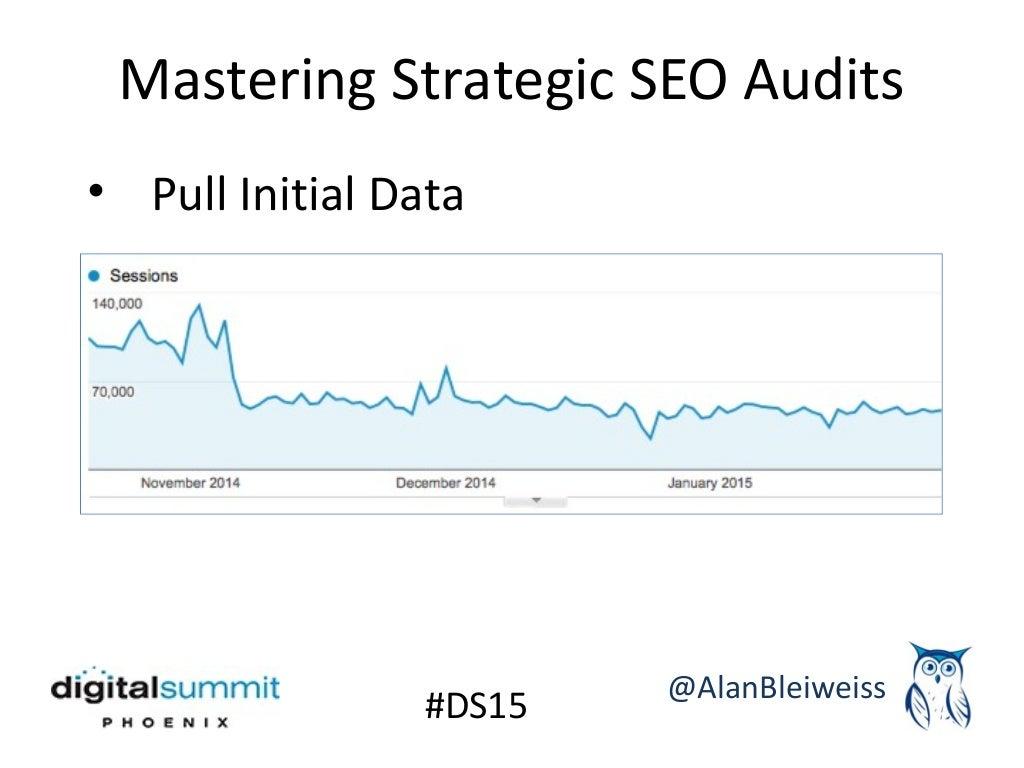 Mastering Strategic SEO Audits
• Pull Initial Data
Sessions
140,000
70,000
November 2014 December 2014 January 2015
digitalsummit
PHOENIX
#DS15
@AlanBleiweiss